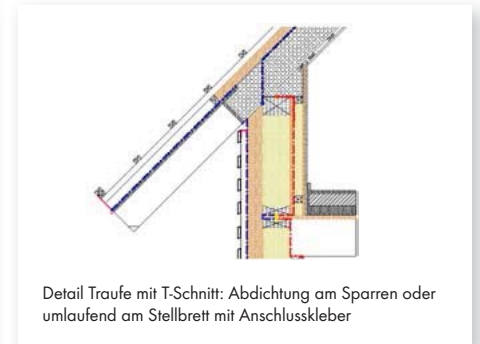 Detail Traufe mit T-Schnitt: Abdichtung am Sparren oder
umlaufend am Stellbrett mit Anschlusskleber